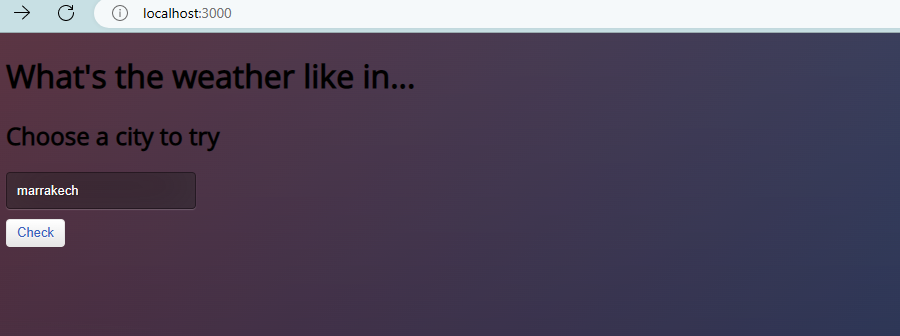 localhost:3000
What's the weather like in...
Choose a city to try
marrakech
Check